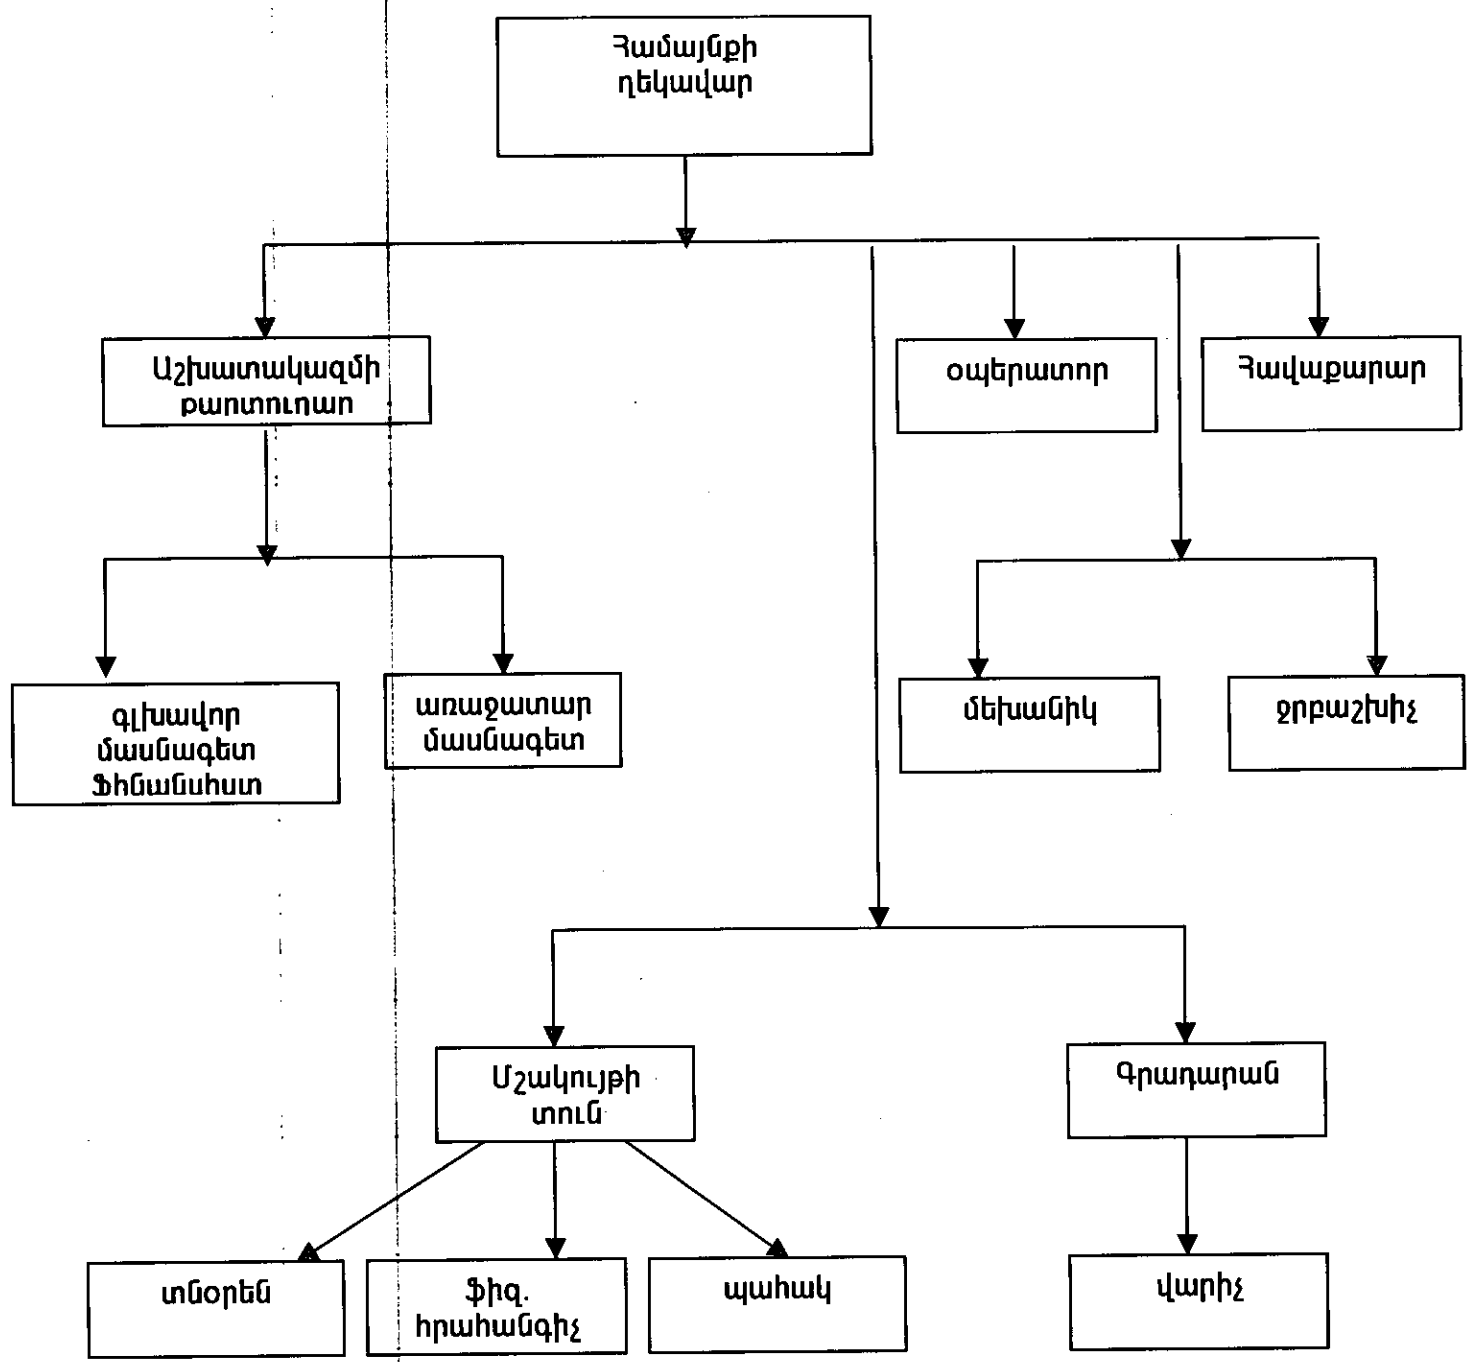 Համայնքի
ղեկավար
Աշխատակազմի
քարտուղար
օպերատոր
Հավաքարար
գլխավոր
մասնագետ
Ֆինանսիստ
առաջատար
մասնագետ
մեխանիկ
ջրբաշխիչ
Մշակույթի
տուն
Գրադարան
տնօրեն
ֆիզ.
հրահանգիչ
պահակ
վարիչ